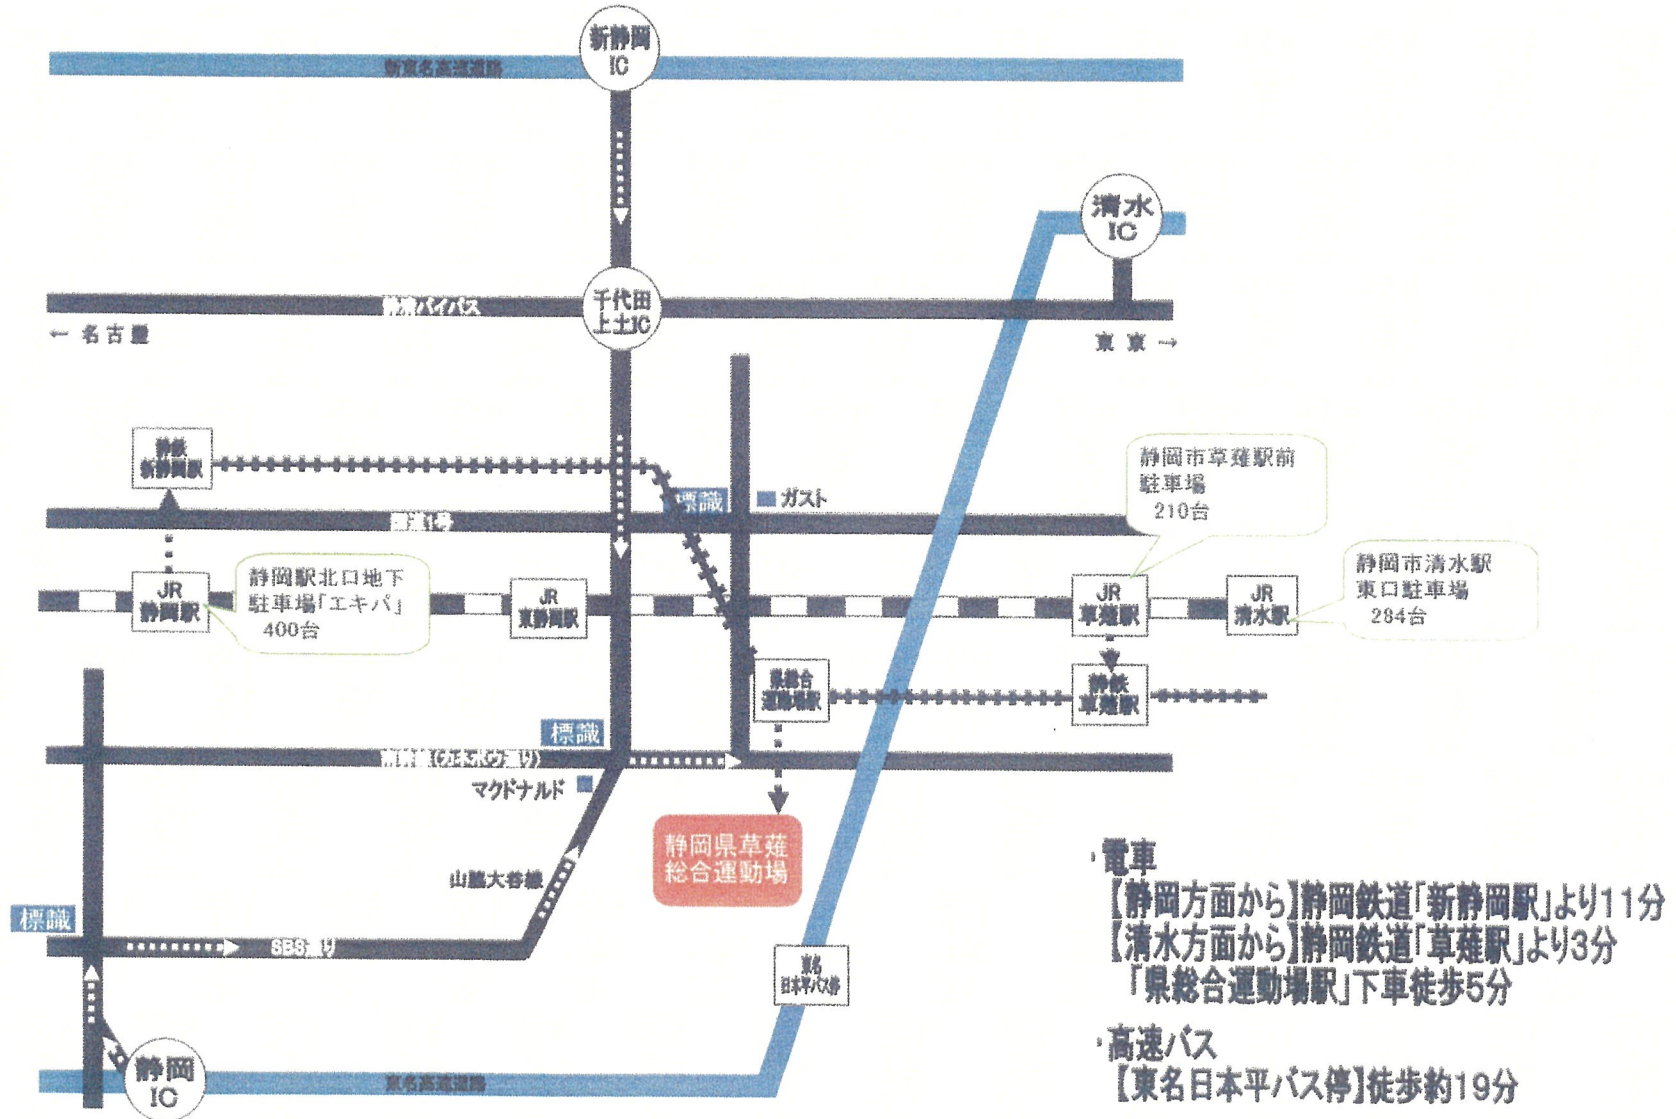 新静岡
IC
新東名高速道路
清水
IC
千代田
上土IC
静清バイパス
← 名古屋
東京 →
静鉄
新静岡駅
標識
ガスト
静岡市草薙駅前
駐車場
210台
国道1号
JR
静岡駅
静岡駅北口地下
駐車場「エキパ」
400台
JR
東静岡駅
JR
草薙駅
JR
清水駅
静岡市清水駅
東口駐車場
284台
県総合
運動場駅
静鉄
草薙駅
標識
南幹線(カネボウ通り)
マクドナルド
静岡県草薙
総合運動場
山脇大谷線
標識
SBS通り
東名
日本平バス停
静岡
IC
東名高速道路
・電車
【静岡方面から】静岡鉄道「新静岡駅」より11分
【清水方面から】静岡鉄道「草薙駅」より3分
「県総合運動場駅」下車徒歩5分
・高速バス
【東名日本平バス停】徒歩約19分